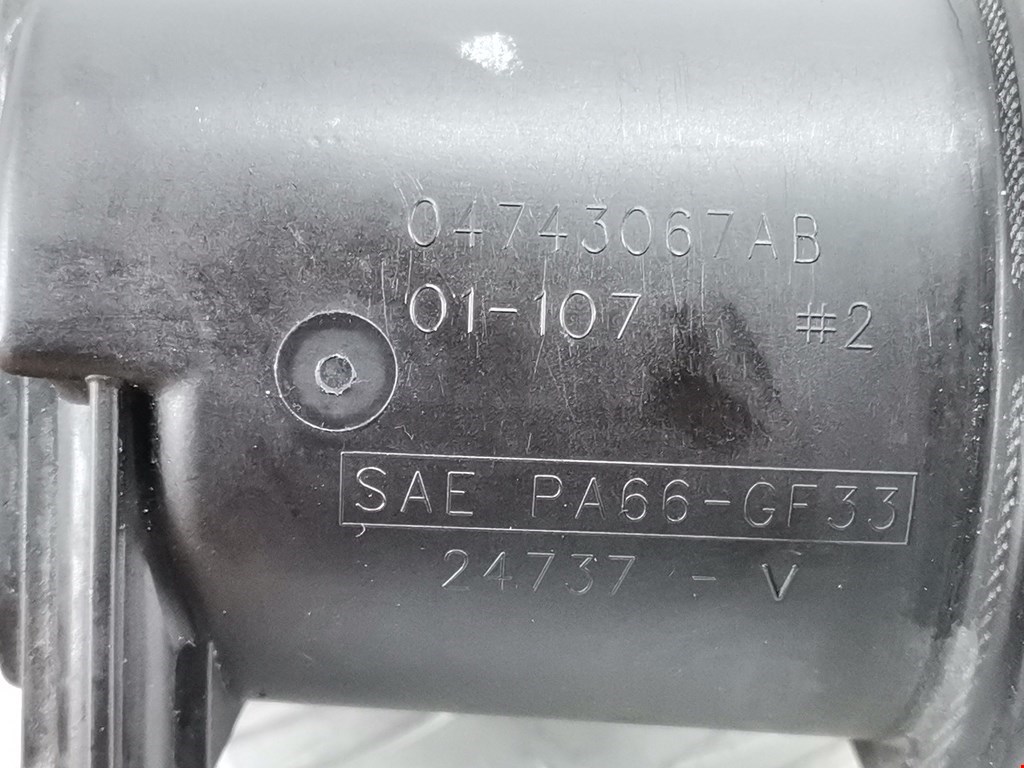 04743067AB
01-107 #2
SAE PA66-GF33
24737 - V